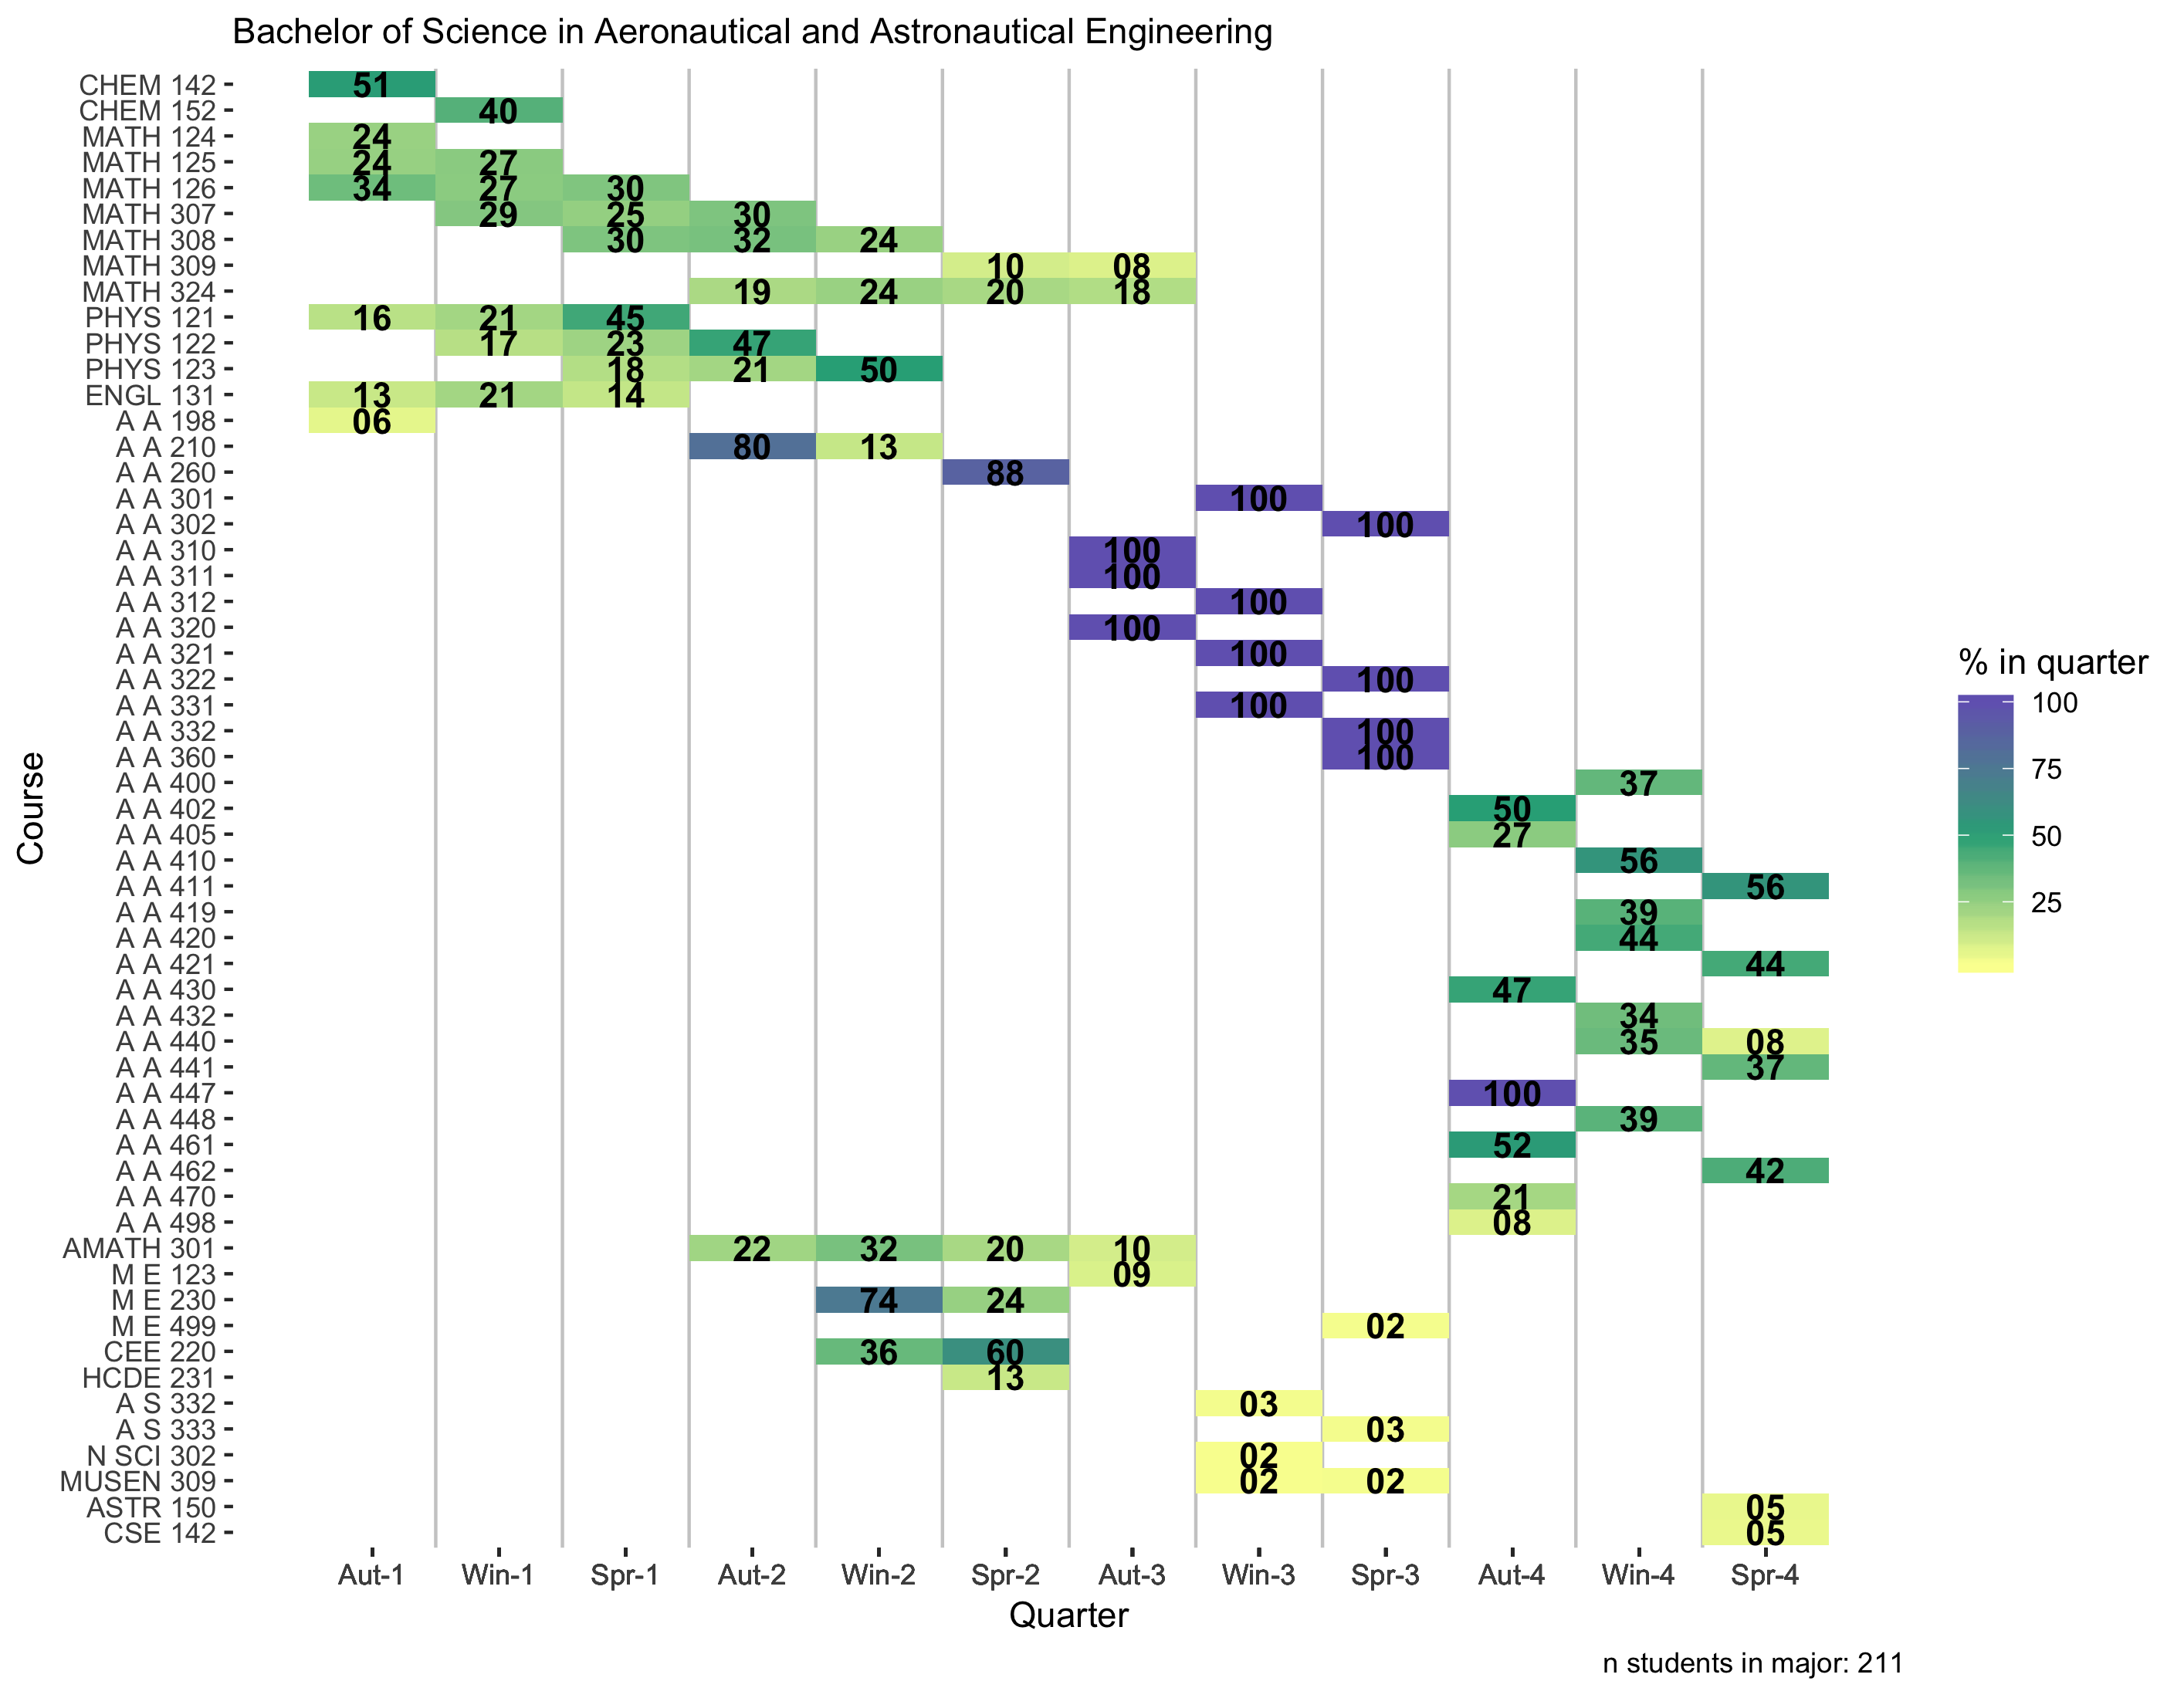 Bachelor of Science in Aeronautical and Astronautical Engineering
CHEM 142 51
CHEM 152 40
MATH 124 24
MATH 125 24 27
MATH 126 34 27 30
MATH 307 29 25 30
MATH 308 30 32 24
MATH 309 10 08
MATH 324 19 24 20 18
PHYS 121 16 21 45
PHYS 122 17 23 47
PHYS 123 18 21 50
ENGL 131 13 21 14
A A 198 06
A A 210 80 13
A A 260 88
A A 301 100
A A 302 100
A A 310 100
A A 311 100
A A 312 100
A A 320 100
A A 321 100
A A 322 100
A A 331 100
A A 332 100
A A 360 100
A A 400 37
A A 402 50
A A 405 27
A A 410 56
A A 411 56
A A 419 39
A A 420 44
A A 421 44
A A 430 47
A A 432 34
A A 440 35 08
A A 441 37
A A 447 100
A A 448 39
A A 461 52
A A 462 42
A A 470 21
A A 498 08
AMATH 301 22 32 20 10
M E 123 09
M E 230 74 24
M E 499 02
CEE 220 36 60
HCDE 231 13
A S 332 03
A S 333 03
N SCI 302 02
MUSEN 309 02 02
ASTR 150 05
CSE 142 05
Course
Aut-1 Win-1 Spr-1 Aut-2 Win-2 Spr-2 Aut-3 Win-3 Spr-3 Aut-4 Win-4 Spr-4
Quarter
% in quarter
100
75
50
25
n students in major: 211